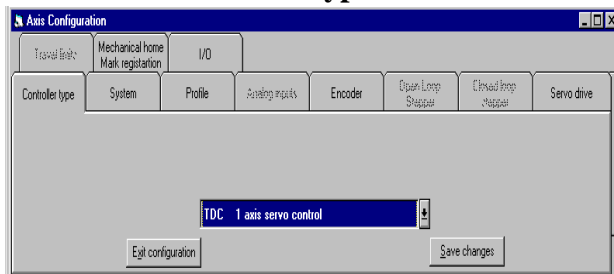 Axis Configuration
Travel limits
Mechanical home
Mark registartion
I/O
Controller type
System
Profile
Analog inputs
Encoder
Open Loop
Stepper
Closed loop
stepper
Servo drive
TDC 1 axis servo control
Exit configuration
Save changes